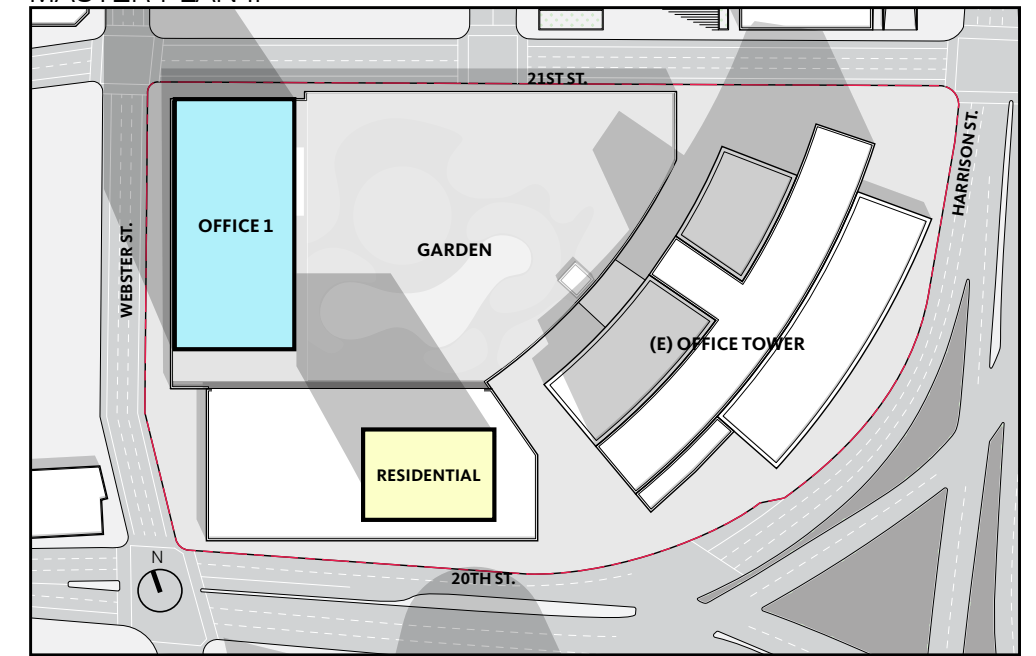 21ST ST.
HARRISON ST.
OFFICE 1
WEBSTER ST.
GARDEN
(E) OFFICE TOWER
RESIDENTIAL
N
20TH ST.